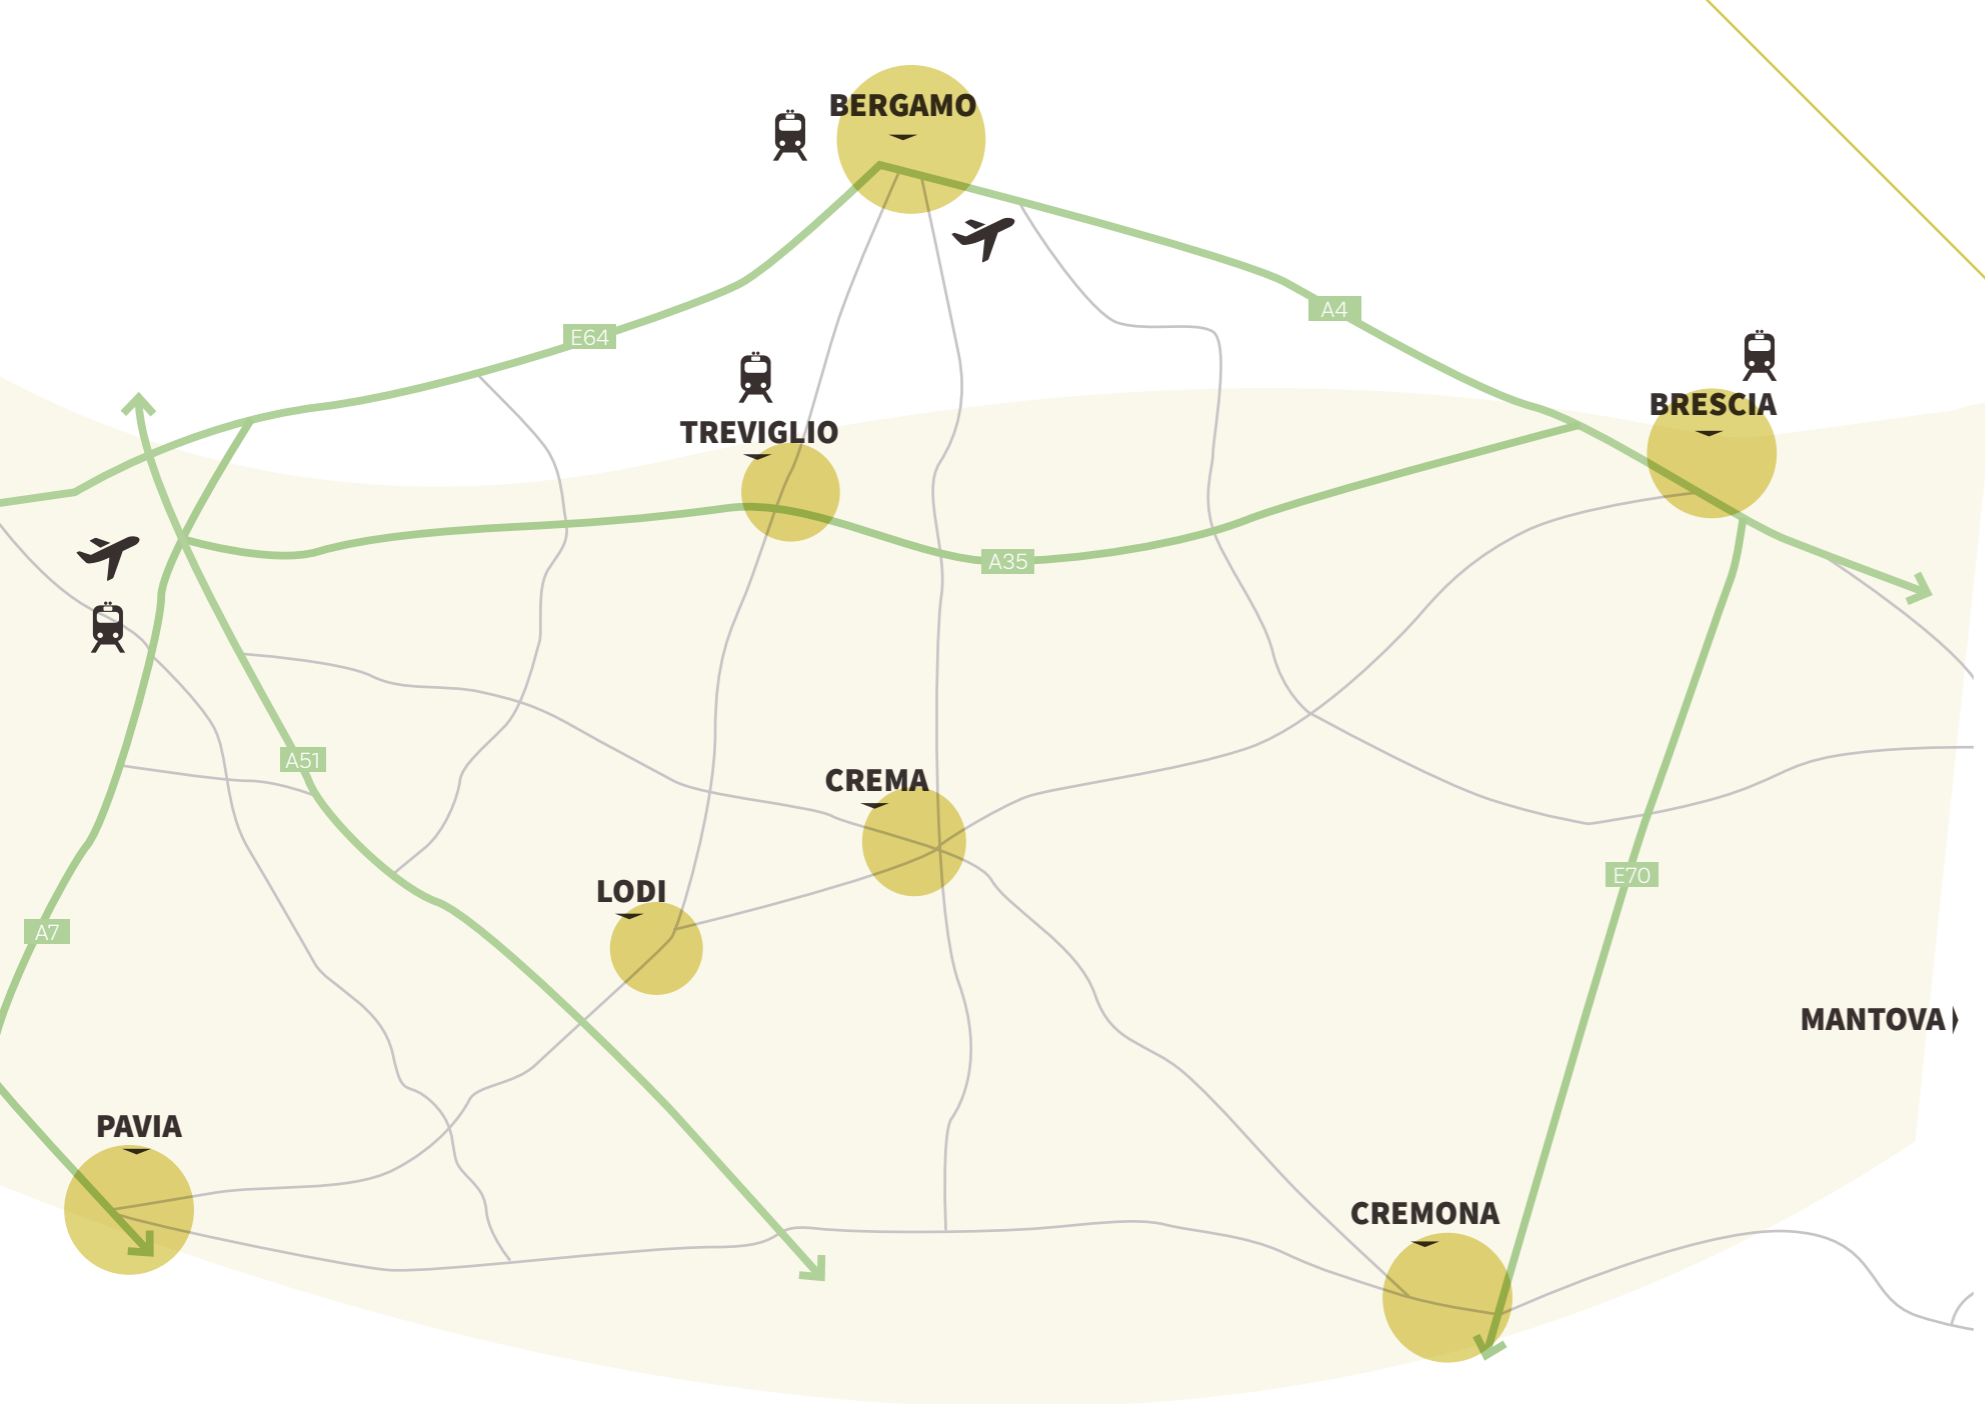 BERGAMO
A4
E64
BRESCIA
TREVIGLIO
A35
A51
CREMA
E70
LODI
A7
MANTOVA
PAVIA
CREMONA